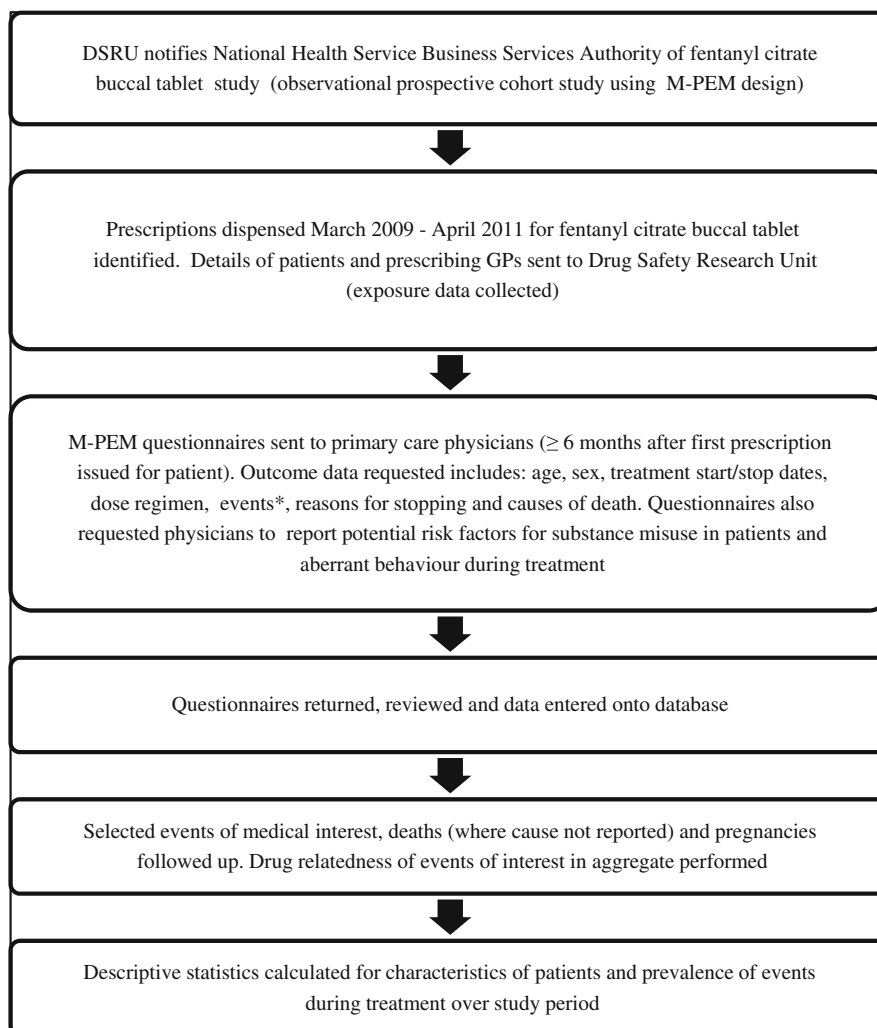 DSRU notifies National Health Service Business Services Authority of fentanyl citrate
buccal tablet study (observational prospective cohort study using M-PEM design)
Prescriptions dispensed March 2009 - April 2011 for fentanyl citrate buccal tablet
identified. Details of patients and prescribing GPs sent to Drug Safety Research Unit
(exposure data collected)
M-PEM questionnaires sent to primary care physicians (≥ 6 months after first prescription
issued for patient). Outcome data requested includes: age, sex, treatment start/stop dates,
dose regimen, events*, reasons for stopping and causes of death. Questionnaires also
requested physicians to report potential risk factors for substance misuse in patients and
aberrant behaviour during treatment
Questionnaires returned, reviewed and data entered onto database
Selected events of medical interest, deaths (where cause not reported) and pregnancies
followed up. Drug relatedness of events of interest in aggregate performed
Descriptive statistics calculated for characteristics of patients and prevalence of events
during treatment over study period